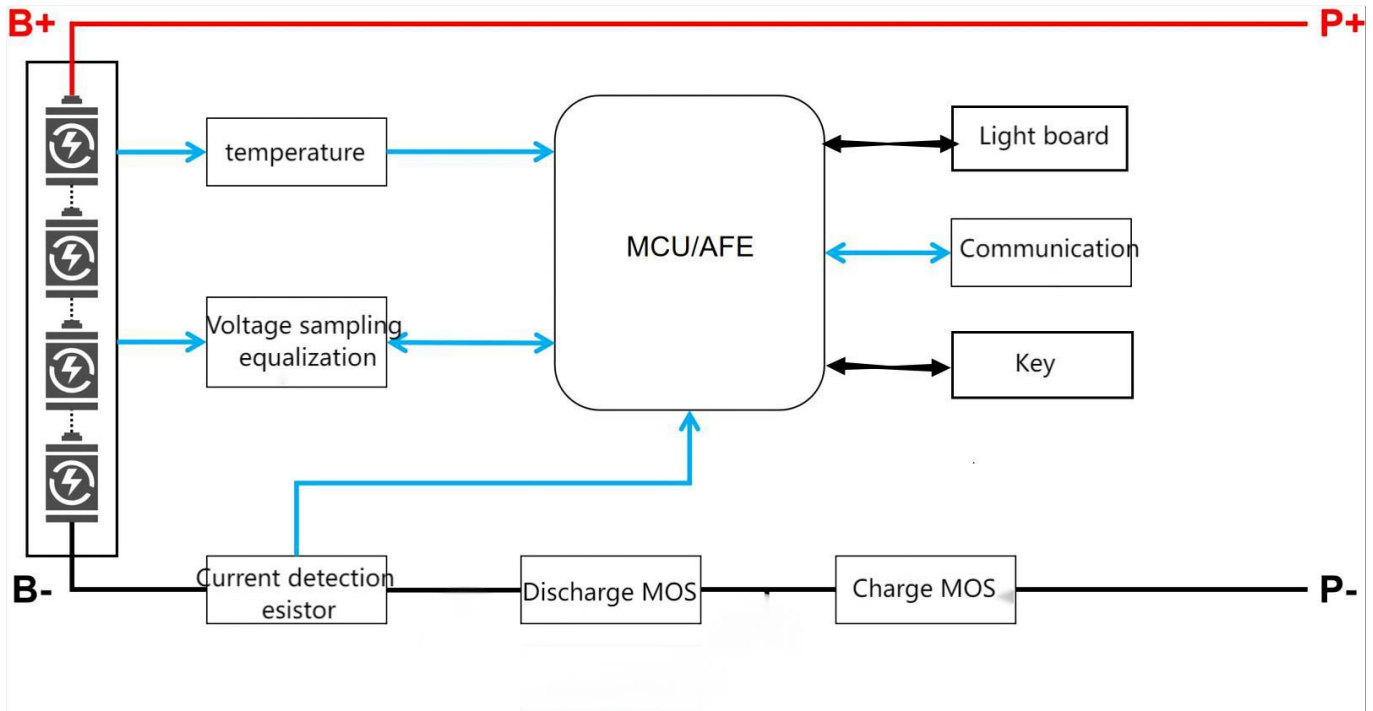 B+
P+
temperature
Light board
MCU/AFE
Communication
Voltage sampling
equalization
Key
Current detection
esistor
Discharge MOS
Charge MOS
B-
P-